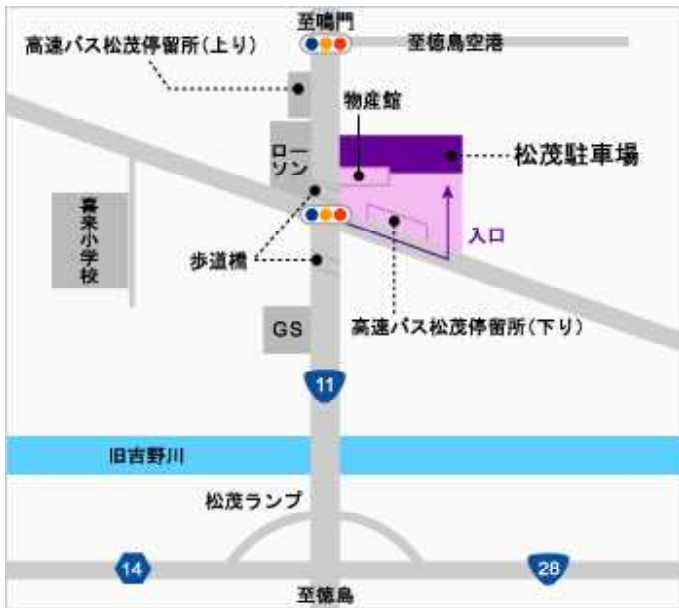 至鳴門
高速バス松茂停留所(上り)
至徳島空港
物産館
ローソン
松茂駐車場
喜来小学校
入口
歩道橋
GS
高速バス松茂停留所(下り)
11
旧吉野川
松茂ランプ
14
28
至徳島